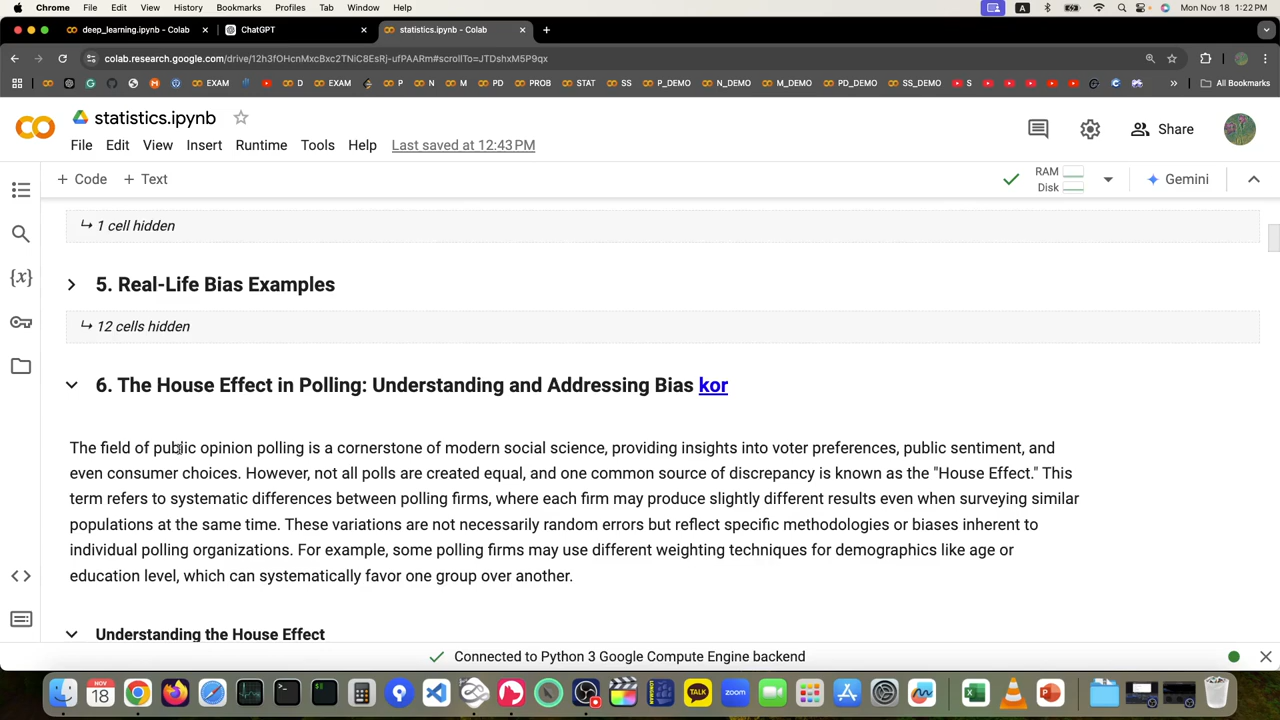 Chrome File Edit View History Bookmarks Profiles Tab Window Help A Mon Nov 18 1:22 PM
deep_learning.ipynb - Colab ChatGPT statistics.ipynb - Colab
colab.research.google.com/drive/12h3fOHcnMxcBxc2TNiC8EsRj-ufPAARm#scrollTo=JTDshxM5P9qx
EXAM D EXAM P N M PD PROB STAT SS P_DEMO N_DEMO M_DEMO PD_DEMO SS_DEMO S » All Bookmarks
statistics.ipynb
File Edit View Insert Runtime Tools Help Last saved at 12:43 PM
Share
+ Code + Text
RAM
Disk
Gemini
1 cell hidden
5. Real-Life Bias Examples
12 cells hidden
6. The House Effect in Polling: Understanding and Addressing Bias kor
The field of public opinion polling is a cornerstone of modern social science, providing insights into voter preferences, public sentiment, and
even consumer choices. However, not all polls are created equal, and one common source of discrepancy is known as the "House Effect." This
term refers to systematic differences between polling firms, where each firm may produce slightly different results even when surveying similar
populations at the same time. These variations are not necessarily random errors but reflect specific methodologies or biases inherent to
individual polling organizations. For example, some polling firms may use different weighting techniques for demographics like age or
education level, which can systematically favor one group over another.
Understanding the House Effect
Connected to Python 3 Google Compute Engine backend
NOV
18
TALK
zoom